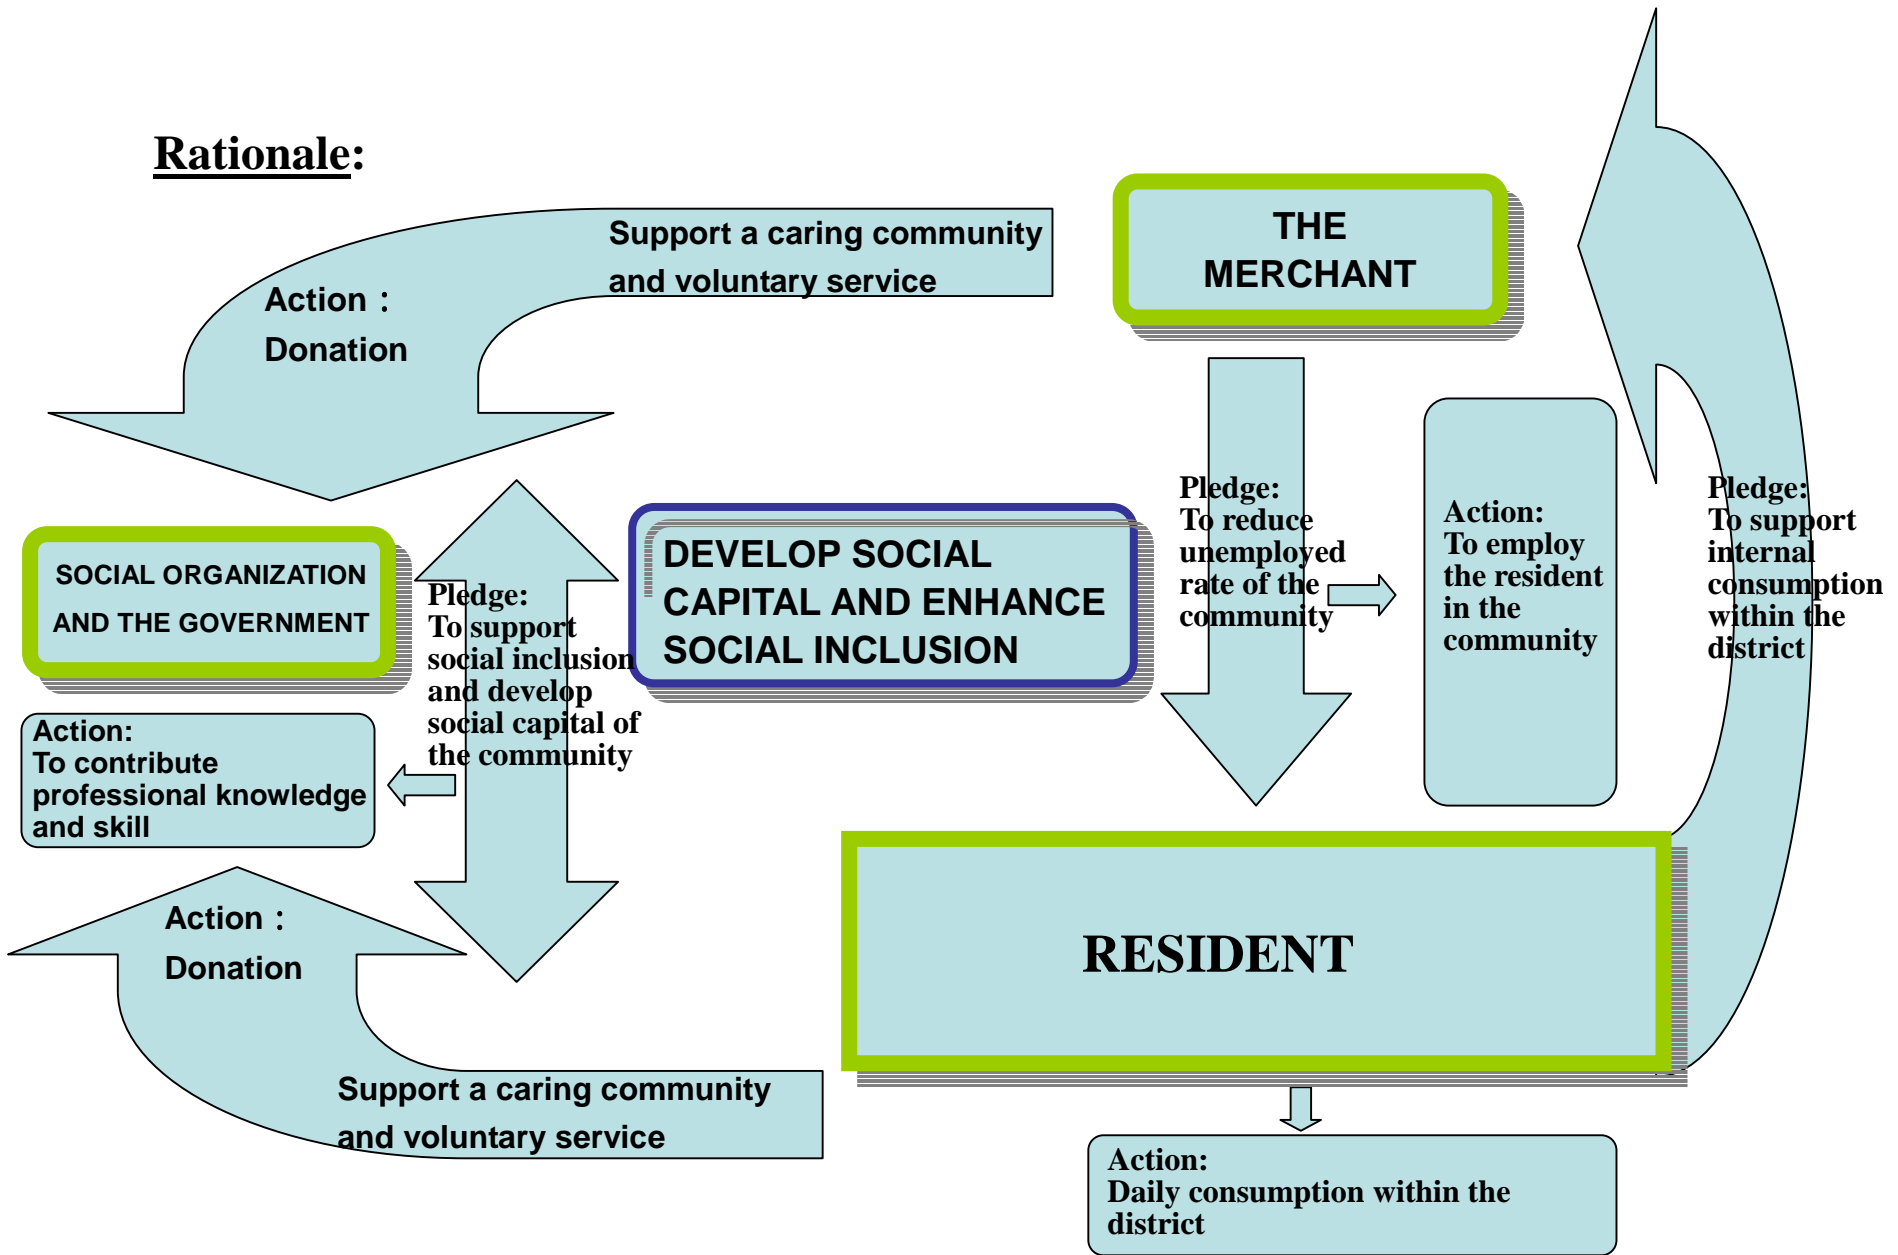 Rationale:
Support a caring community
and voluntary service
Action：
Donation
THE
MERCHANT
SOCIAL ORGANIZATION
AND THE GOVERNMENT
Pledge:
To support
social inclusion
and develop
social capital of
the community
DEVELOP SOCIAL
CAPITAL AND ENHANCE
SOCIAL INCLUSION
Pledge:
To reduce
unemployed
rate of the
community
Action:
To employ
the resident
in the
community
Pledge:
To support
internal
consumption
within the
district
Action:
To contribute
professional knowledge
and skill
Action：
Donation
Support a caring community
and voluntary service
RESIDENT
Action:
Daily consumption within the
district